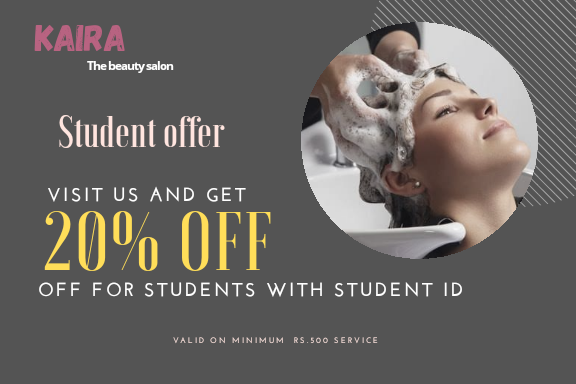 KAIRA
The beauty salon
Student offer
VISIT US AND GET
20% OFF
OFF FOR STUDENTS WITH STUDENT ID
VALID ON MINIMUM RS.500 SERVICE